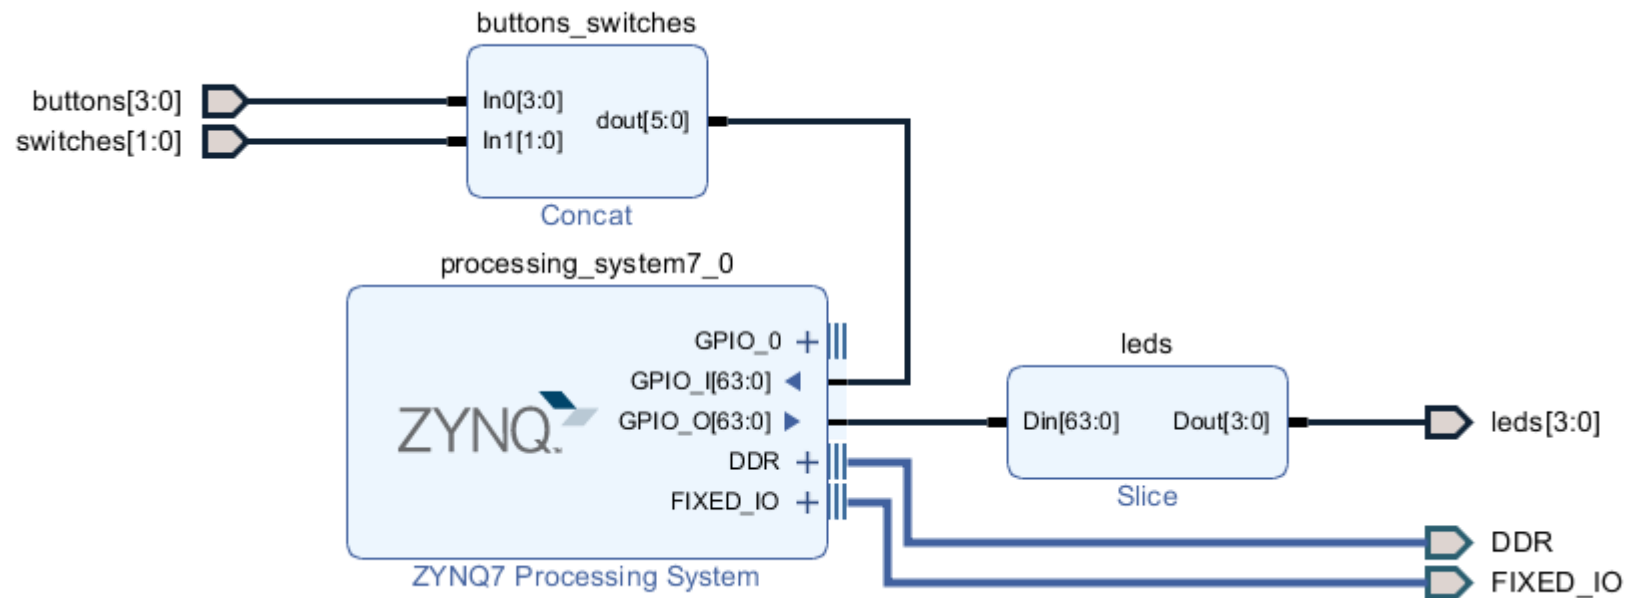 buttons_switches
buttons[3:0]
switches[1:0]
In0[3:0]
In1[1:0]
dout[5:0]
Concat
processing_system7_0
GPIO_0
GPIO_I[63:0]
GPIO_O[63:0]
DDR
FIXED_IO
ZYNQ
ZYNQ7 Processing System
leds
Din[63:0]
Dout[3:0]
Slice
leds[3:0]
DDR
FIXED_IO